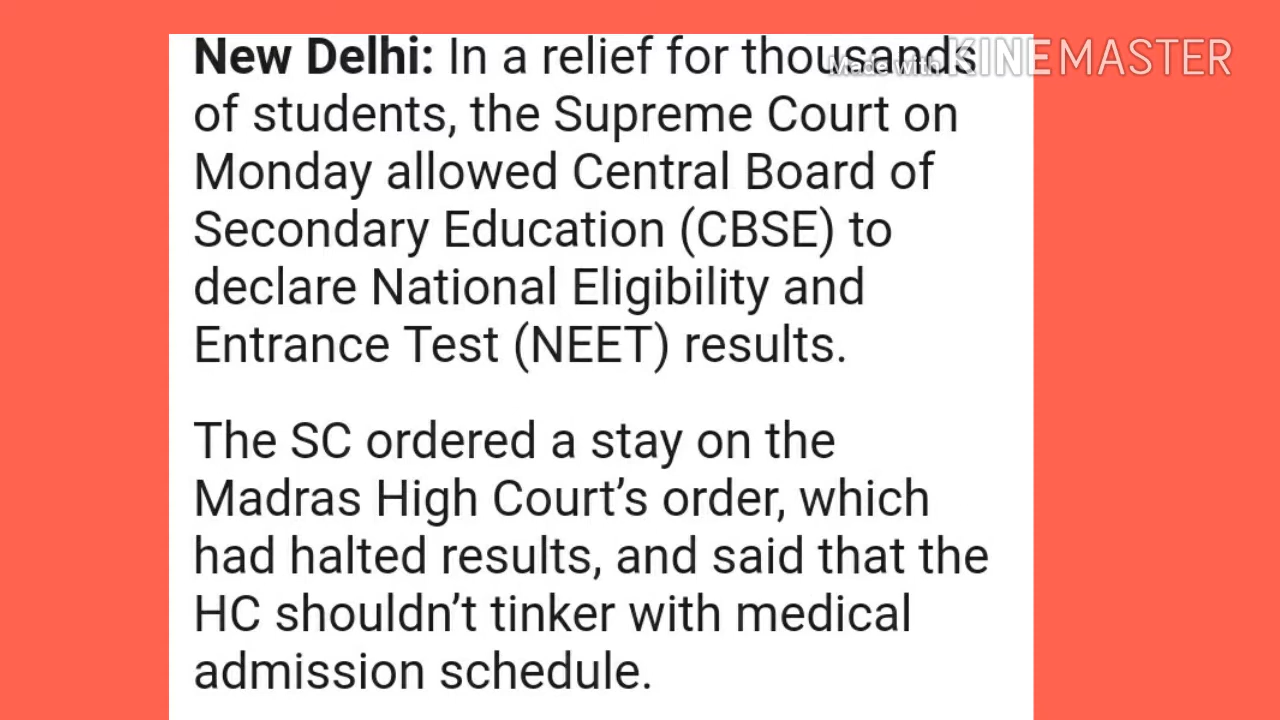 New Delhi: In a relief for thousands
Made with KINEMASTER
of students, the Supreme Court on
Monday allowed Central Board of
Secondary Education (CBSE) to
declare National Eligibility and
Entrance Test (NEET) results.
The SC ordered a stay on the
Madras High Court’s order, which
had halted results, and said that the
HC shouldn’t tinker with medical
admission schedule.